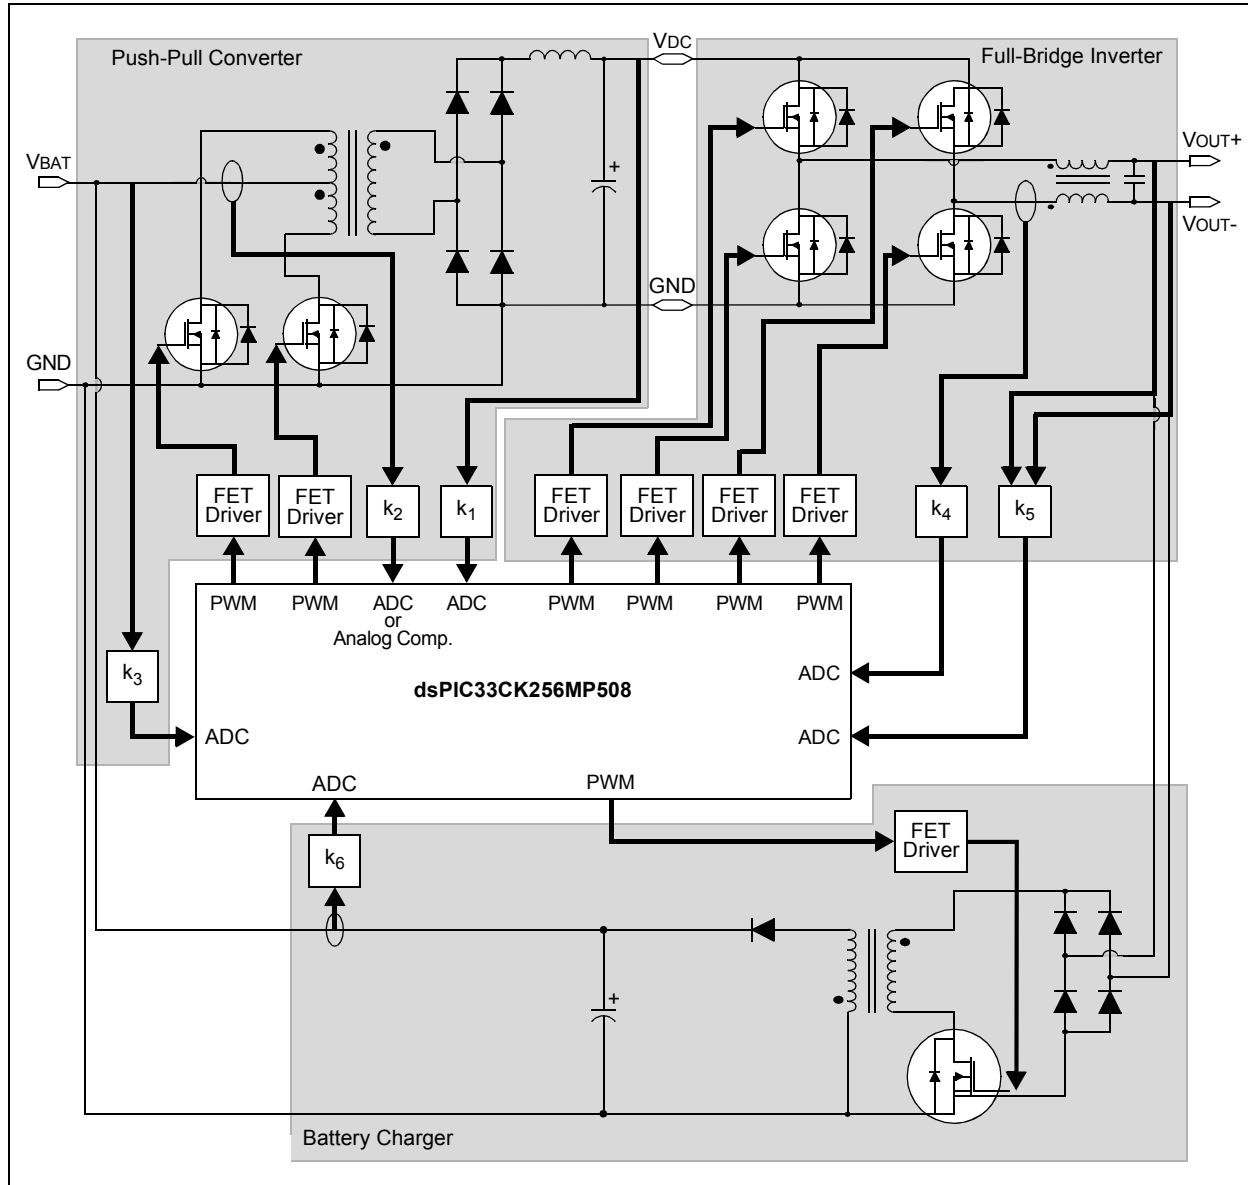 Push-Pull Converter
VDC
Full-Bridge Inverter
VBAT
VOUT+
VOUT-
GND
GND
FET
Driver
FET
Driver
k2
k1
FET
Driver
FET
Driver
FET
Driver
FET
Driver
k4
k5
PWM
PWM
ADC
or
Analog Comp.
ADC
PWM
PWM
PWM
PWM
k3
ADC
dsPIC33CK256MP508
ADC
ADC
ADC
PWM
k6
FET
Driver
+
+
Battery Charger